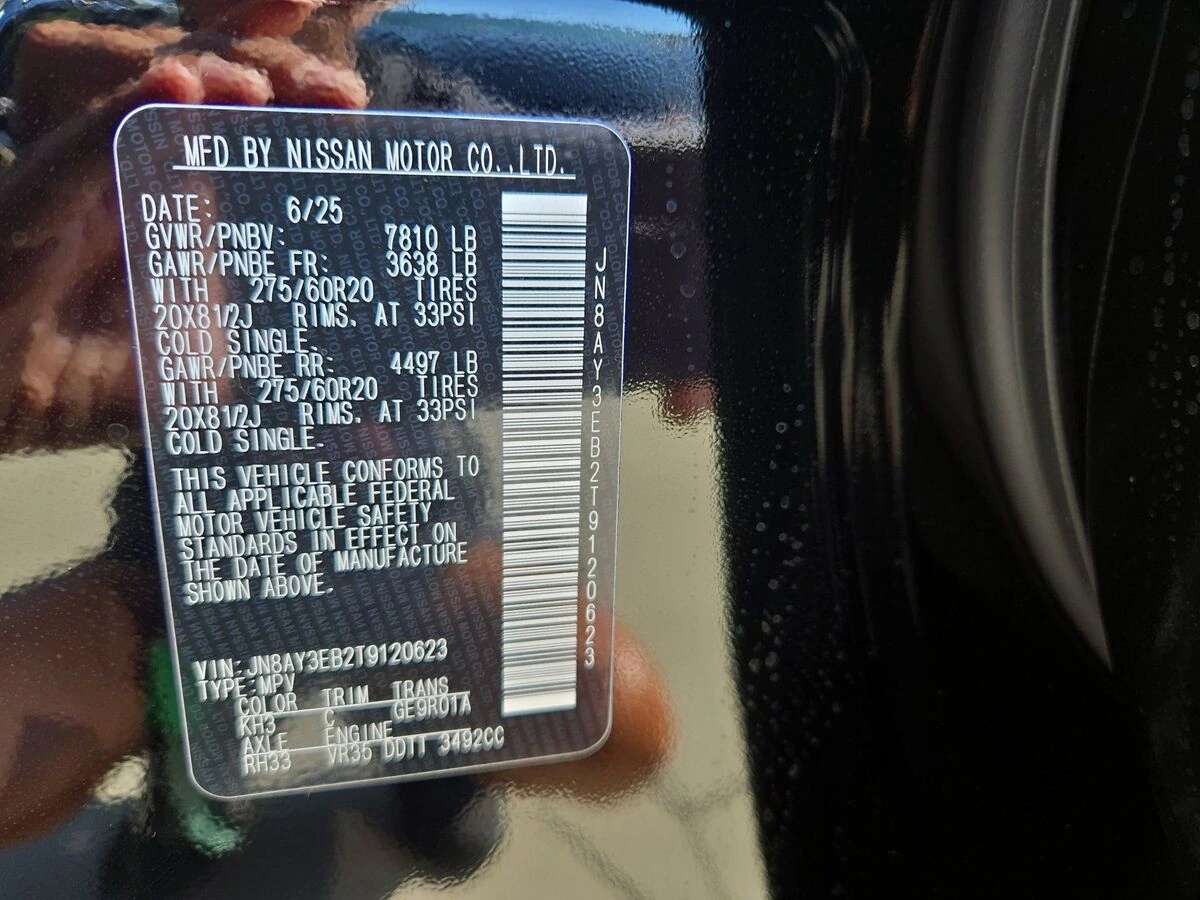 MFD BY NISSAN MOTOR CO.,LTD.
DATE: 6/25
GVWR/PNBV: 7810 LB
GAWR/PNBE FR: 3638 LB
WITH 275/60R20 TIRES
20X81/2J RIMS, AT 33PSI
COLD SINGLE.
GAWR/PNBE RR: 4497 LB
WITH 275/60R20 TIRES
20X81/2J RIMS, AT 33PSI
COLD SINGLE.
THIS VEHICLE CONFORMS TO
ALL APPLICABLE FEDERAL
MOTOR VEHICLE SAFETY
STANDARDS IN EFFECT ON
THE DATE OF MANUFACTURE
SHOWN ABOVE.
VIN:JN8AY3EB2T9120623
TYPE:MPV
COLOR TRIM TRANS
KH3 C GE9R01A
AXLE ENGINE
RH33 VR35 DDTT 3492CC
JN8AY3EB2T9120623